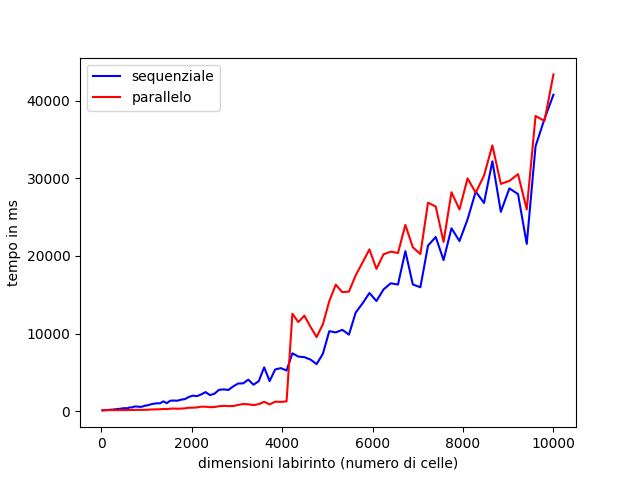 sequenziale
parallelo
40000
30000
20000
10000
0
tempo in ms
0 2000 4000 6000 8000 10000
dimensioni labirinto (numero di celle)